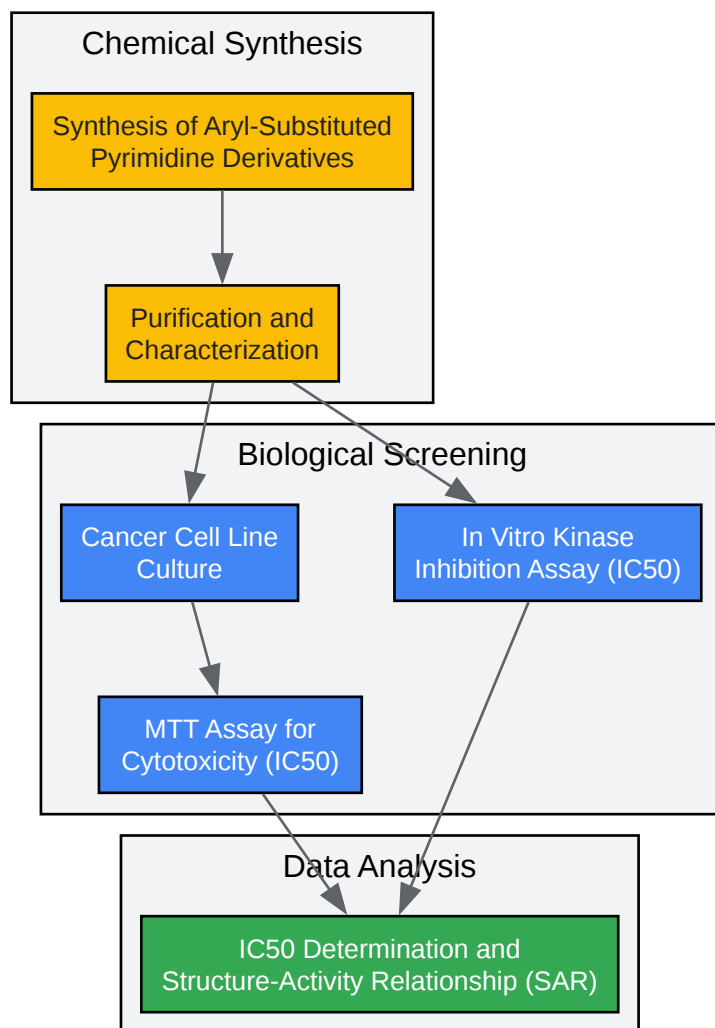 Chemical Synthesis
Synthesis of Aryl-Substituted
Pyrimidine Derivatives
Purification and
Characterization
Biological Screening
Cancer Cell Line
Culture
In Vitro Kinase
Inhibition Assay (IC50)
MTT Assay for
Cytotoxicity (IC50)
Data Analysis
IC50 Determination and
Structure-Activity Relationship (SAR)